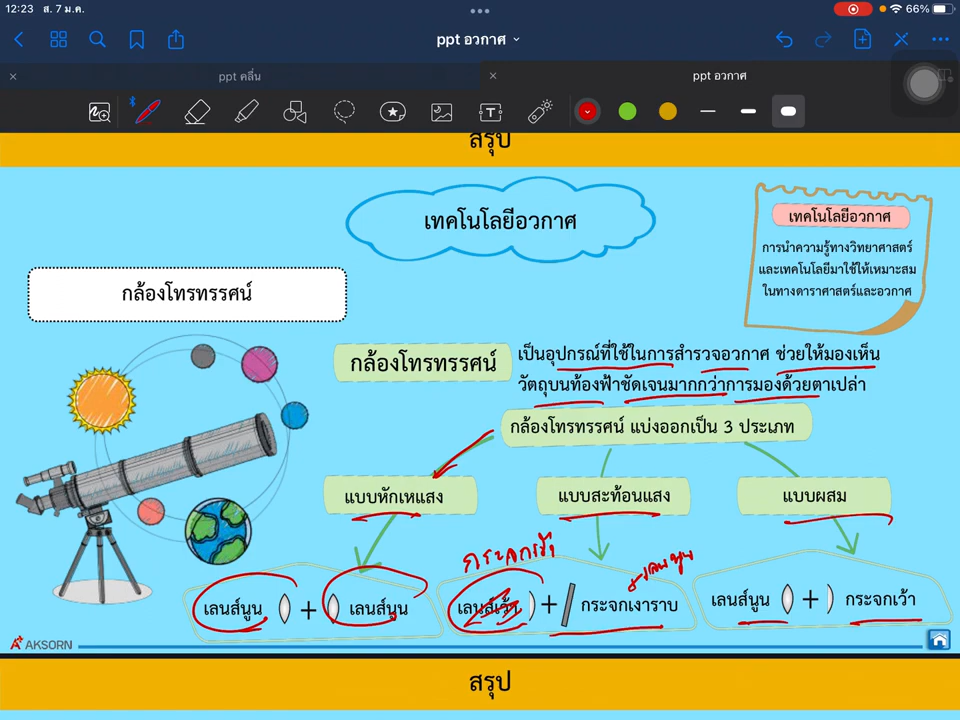 12:23 ส. 7 ม.ค.
66%
ppt อวกาศ
ppt คลื่น
ppt อวกาศ
สรุป
เทคโนโลยีอวกาศ
เทคโนโลยีอวกาศ
การนำความรู้ทางวิทยาศาสตร์
และเทคโนโลยีมาใช้ให้เหมาะสม
ในทางดาราศาสตร์และอวกาศ
กล้องโทรทรรศน์
กล้องโทรทรรศน์
เป็นอุปกรณ์ที่ใช้ในการสำรวจอวกาศ ช่วยให้มองเห็น
วัตถุบนท้องฟ้าชัดเจนมากกว่าการมองด้วยตาเปล่า
กล้องโทรทรรศน์ แบ่งออกเป็น 3 ประเภท
แบบหักเหแสง
แบบสะท้อนแสง
แบบผสม
เลนส์นูน + เลนส์นูน
เลนส์เว้า + กระจกเงาราบ
เลนส์นูน + กระจกเว้า
AKSORN
สรุป